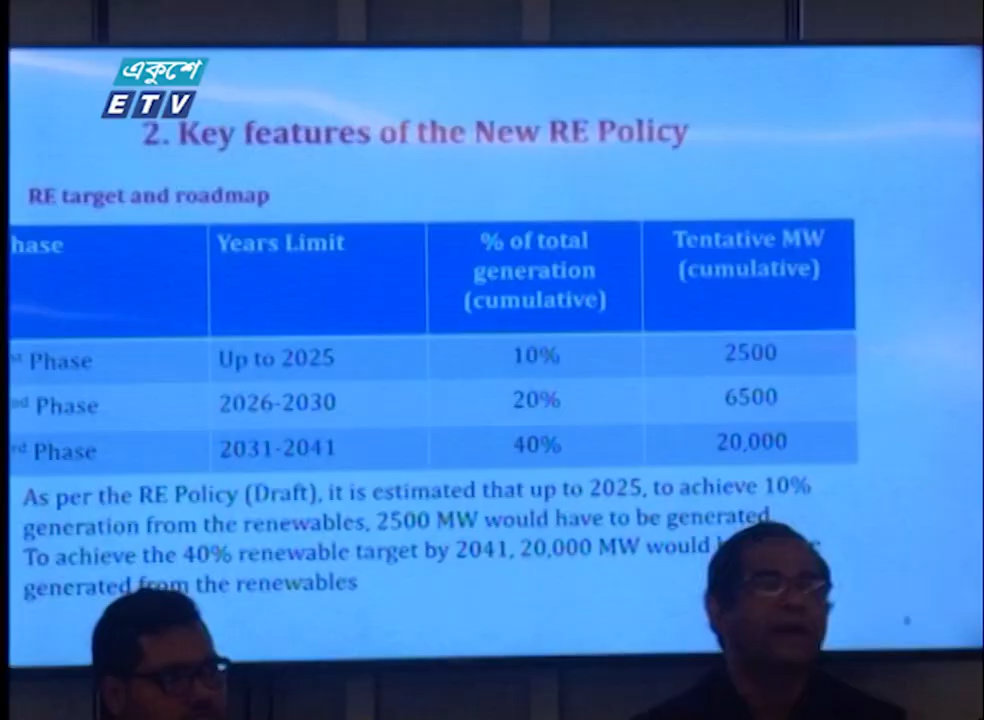 একুশে
ETV
2. Key features of the New RE Policy
RE target and roadmap
hase Years Limit % of total generation (cumulative) Tentative MW (cumulative)
st Phase Up to 2025 10% 2500
nd Phase 2026-2030 20% 6500
rd Phase 2031-2041 40% 20,000
As per the RE Policy (Draft), it is estimated that up to 2025, to achieve 10%
generation from the renewables, 2500 MW would have to be generated
To achieve the 40% renewable target by 2041, 20,000 MW would
generated from the renewables